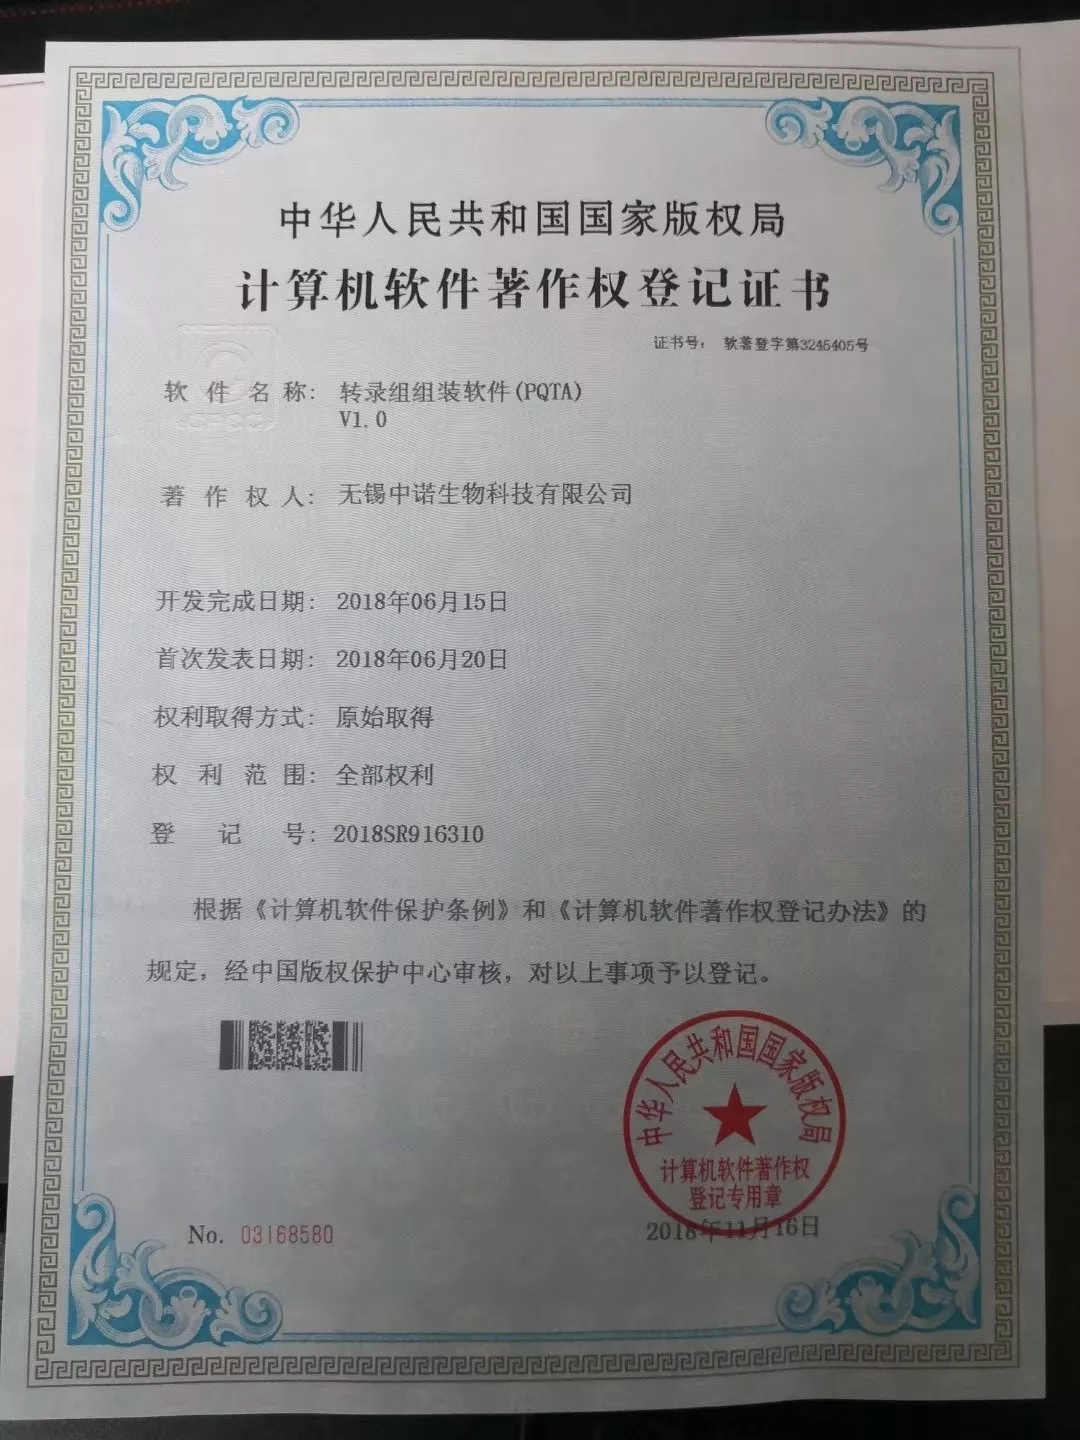 中华人民共和国国家版权局
计算机软件著作权登记证书
证书号： 软著登字第3245405号
软件名称： 转录组组装软件(PQTA)
V1.0
著作权人： 无锡中诺生物科技有限公司
开发完成日期： 2018年06月15日
首次发表日期： 2018年06月20日
权利取得方式： 原始取得
权利范围： 全部权利
登记号： 2018SR916310
根据《计算机软件保护条例》和《计算机软件著作权登记办法》的
规定，经中国版权保护中心审核，对以上事项予以登记。
中华人民共和国国家版权局
计算机软件著作权
登记专用章
No. 03168580
2018年11月16日